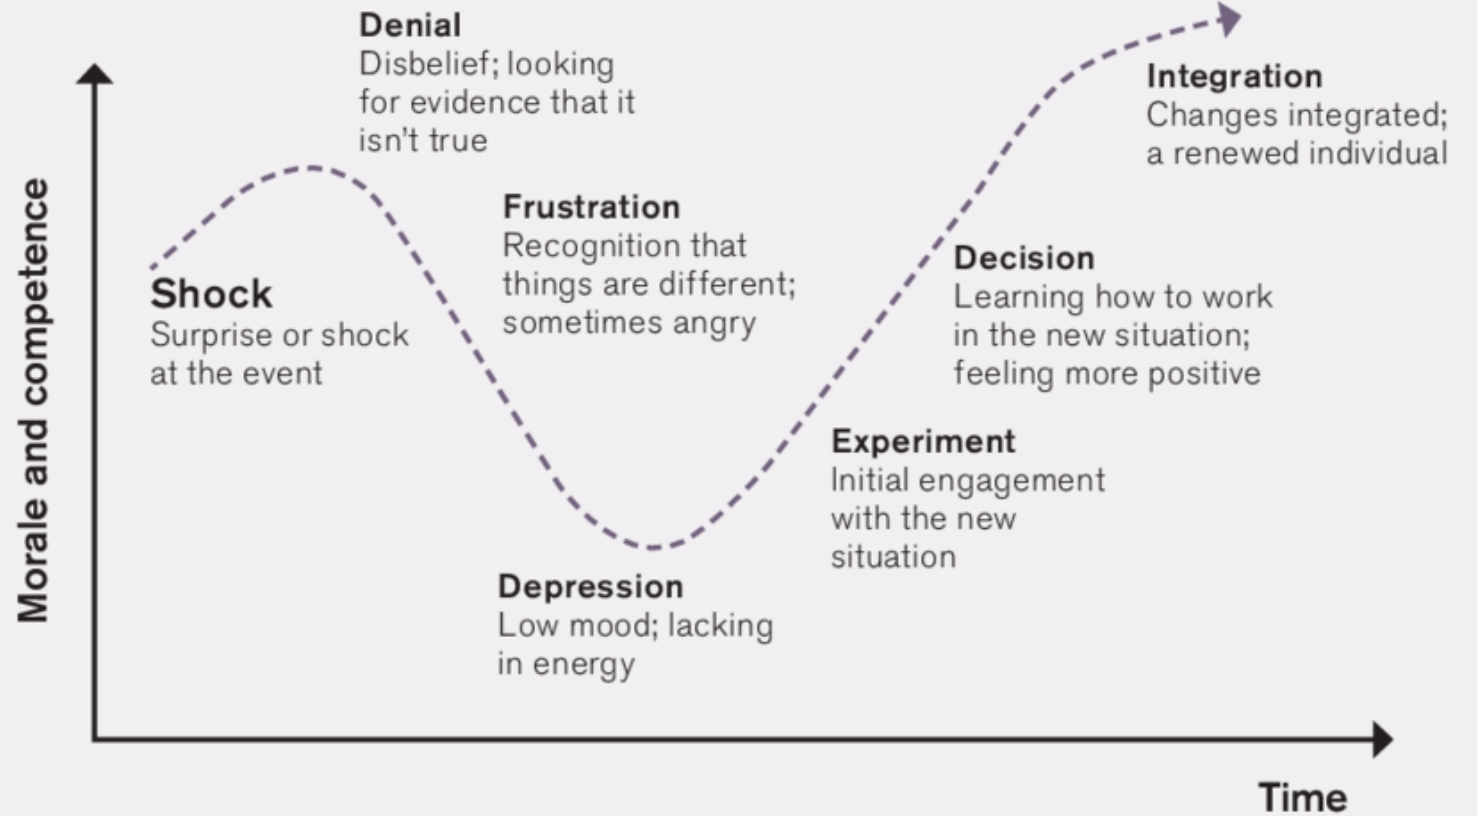 Denial
Disbelief; looking
for evidence that it
isn't true
Integration
Changes integrated;
a renewed individual
Frustration
Recognition that
things are different;
sometimes angry
Decision
Learning how to work
in the new situation;
feeling more positive
Shock
Surprise or shock
at the event
Experiment
Initial engagement
with the new
situation
Depression
Low mood; lacking
in energy
Morale and competence
Time